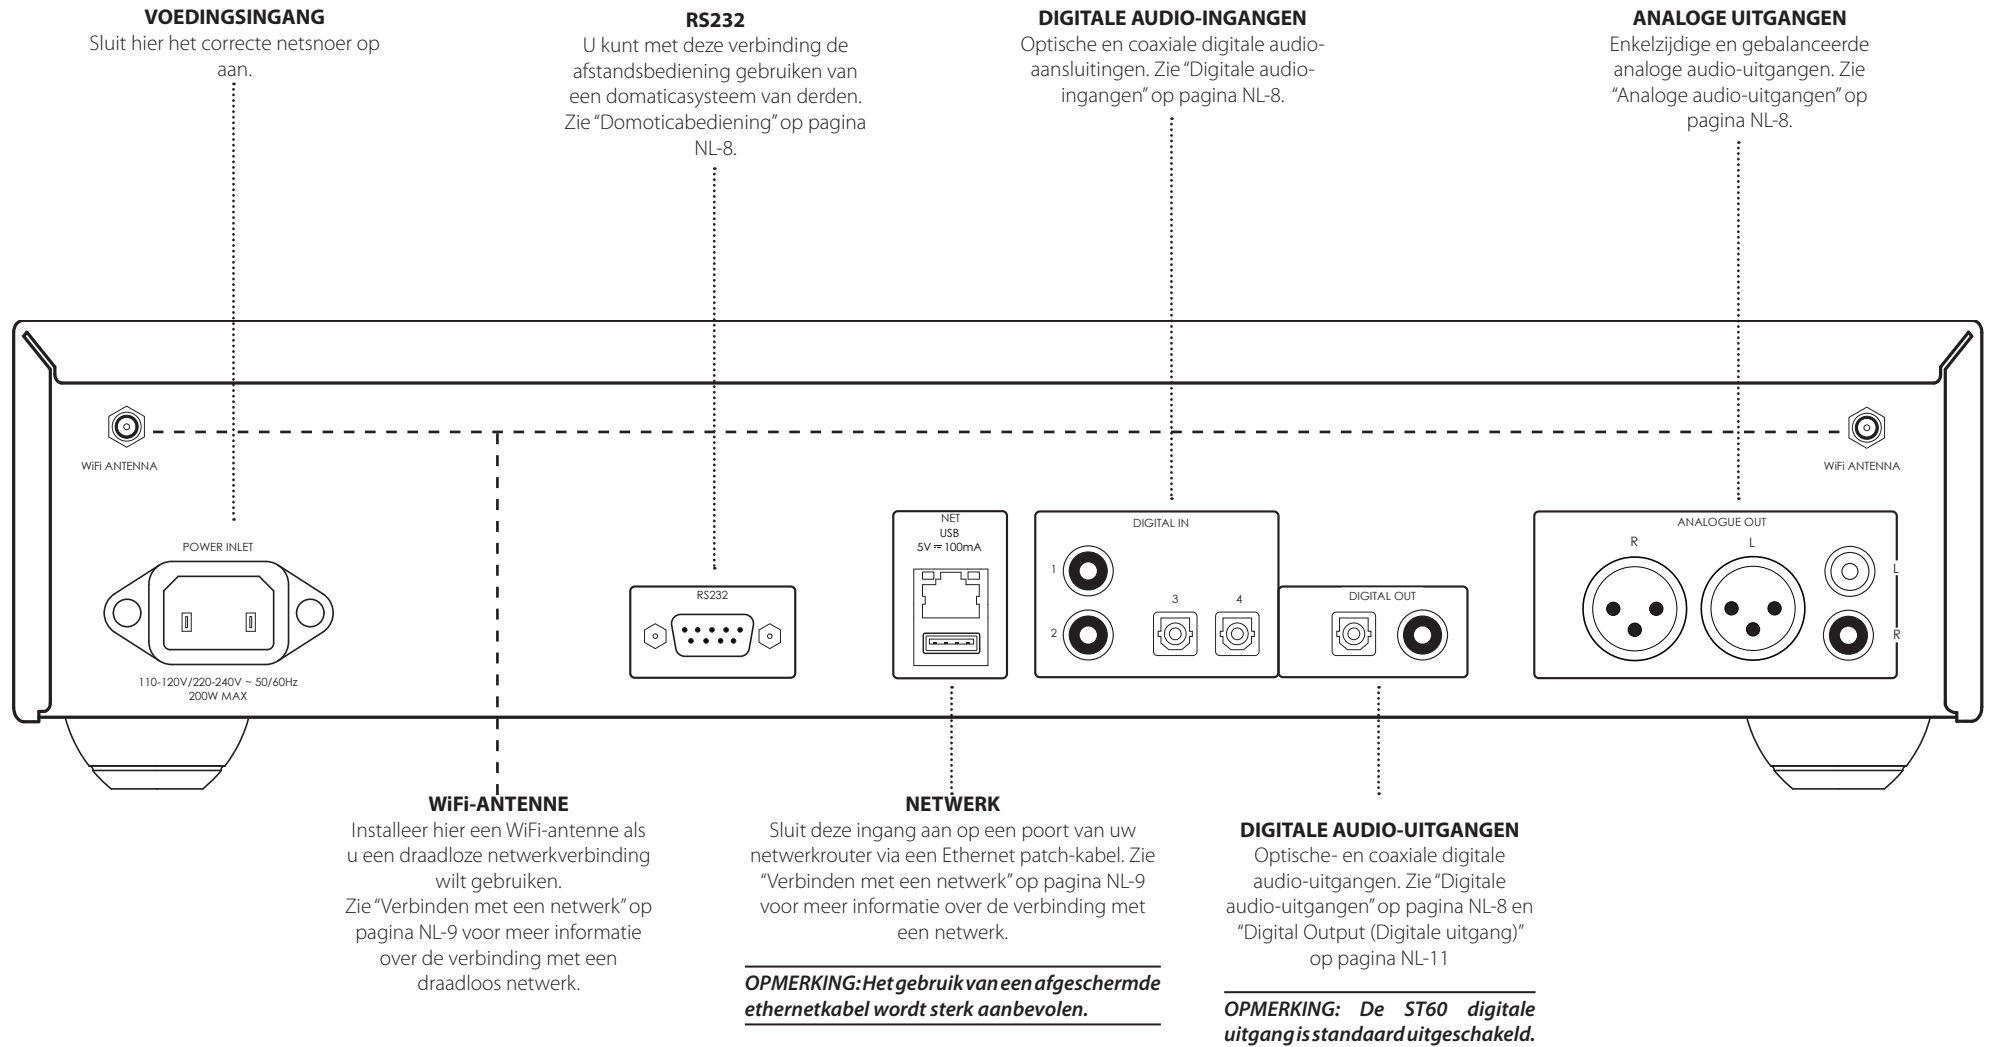 VOEDINGSINGANG
Sluit hier het correcte netsnoer op
aan.
RS232
U kunt met deze verbinding de
afstandsbediening gebruiken van
een domaticasysteem van derden.
Zie “Domoticabediening” op pagina
NL-8.
DIGITALE AUDIO-INGANGEN
Optische en coaxiale digitale audio-
aansluitingen. Zie “Digitale audio-
ingangen” op pagina NL-8.
ANALOGE UITGANGEN
Enkelzijdige en gebalanceerde
analoge audio-uitgangen. Zie
“Analoge audio-uitgangen” op
pagina NL-8.
WiFi ANTENNA
WiFi ANTENNA
POWER INLET
110-120V/220-240V ~ 50/60Hz
200W MAX
RS232
NET
USB
5V ⎓ 100mA
DIGITAL IN
1
2
3 4
DIGITAL OUT
ANALOGUE OUT
R L
L
R
WiFi-ANTENNE
Installeer hier een WiFi-antenne als
u een draadloze netwerkverbinding
wilt gebruiken.
Zie “Verbinden met een netwerk” op
pagina NL-9 voor meer informatie
over de verbinding met een
draadloos netwerk.
NETWERK
Sluit deze ingang aan op een poort van uw
netwerkrouter via een Ethernet patch-kabel. Zie
“Verbinden met een netwerk” op pagina NL-9
voor meer informatie over de verbinding met
een netwerk.
OPMERKING: Het gebruik van een afgeschermde
ethernetkabel wordt sterk aanbevolen.
DIGITALE AUDIO-UITGANGEN
Optische- en coaxiale digitale
audio-uitgangen. Zie “Digitale
audio-uitgangen” op pagina NL-8 en
“Digital Output (Digitale uitgang)”
op pagina NL-11
OPMERKING: De ST60 digitale
uitgang is standaard uitgeschakeld.